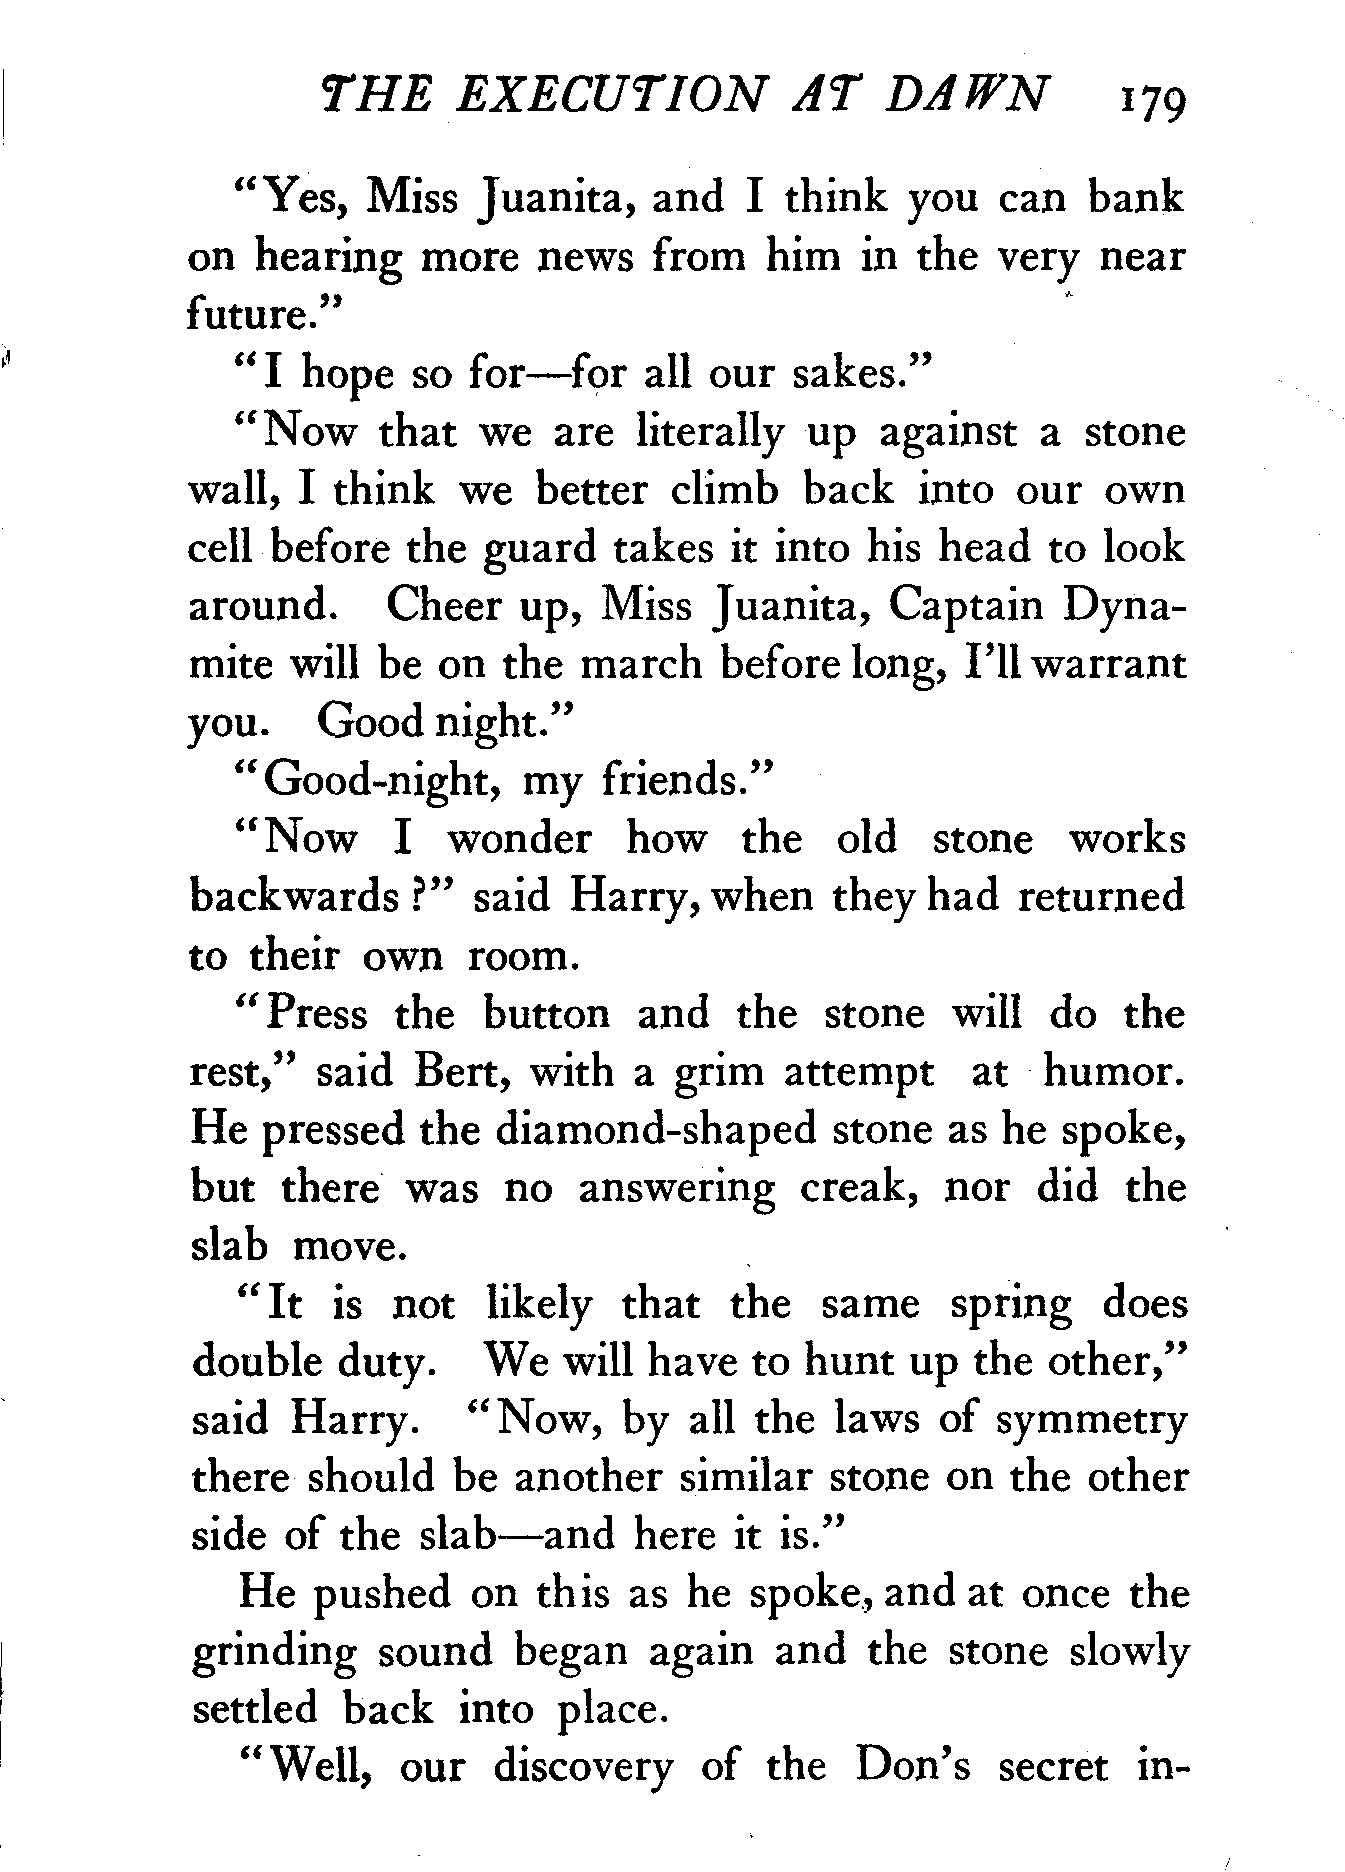 THE EXECUTION AT DAWN 179
"Yes, Miss Juanita, and I think you can bank
on hearing more news from him in the very near
future."
"I hope so for—for all our sakes."
"Now that we are literally up against a stone
wall, I think we better climb back into our own
cell before the guard takes it into his head to look
around. Cheer up, Miss Juanita, Captain Dyna-
mite will be on the march before long, I'll warrant
you. Good night."
"Good-night, my friends."
"Now I wonder how the old stone works
backwards?" said Harry, when they had returned
to their own room.
"Press the button and the stone will do the
rest," said Bert, with a grim attempt at humor.
He pressed the diamond-shaped stone as he spoke,
but there was no answering creak, nor did the
slab move.
"It is not likely that the same spring does
double duty. We will have to hunt up the other,"
said Harry. "Now, by all the laws of symmetry
there should be another similar stone on the other
side of the slab—and here it is."
He pushed on this as he spoke, and at once the
grinding sound began again and the stone slowly
settled back into place.
"Well, our discovery of the Don's secret in-